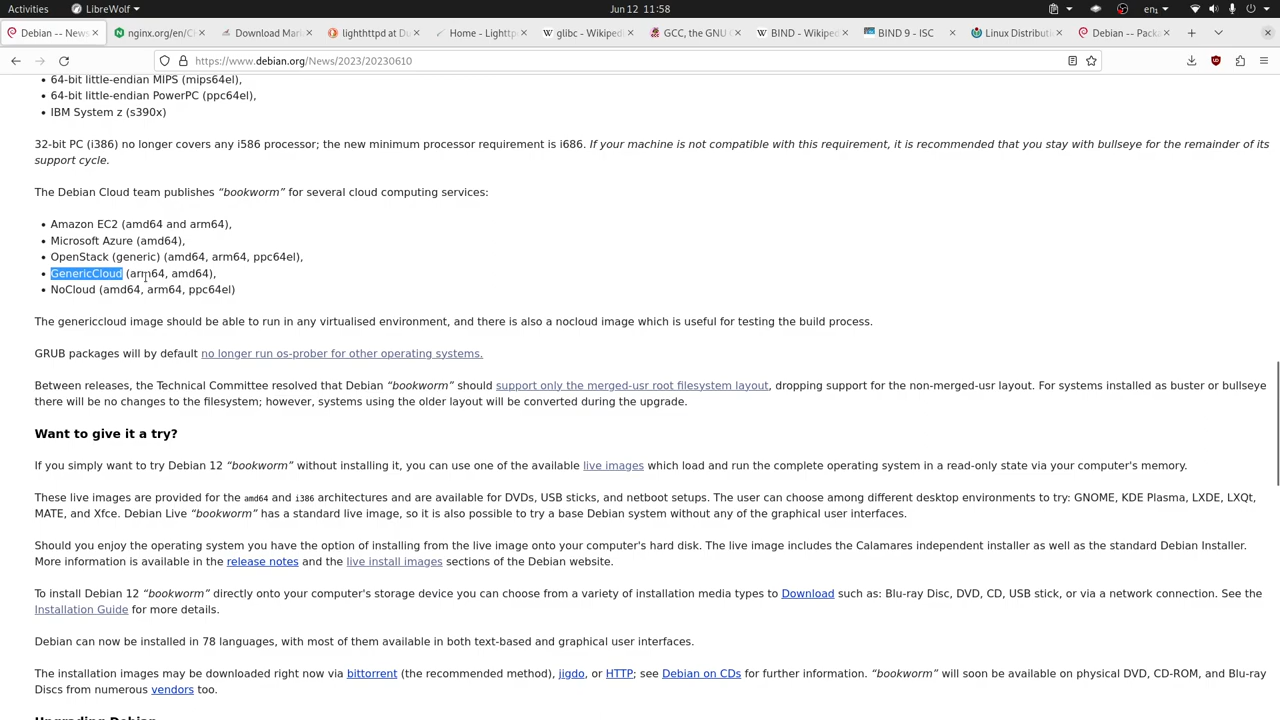 Activities
LibreWolf
Jun 12 11:58
en₁
Debian -- News
nginx.org/en/CH
Download Mari
lighthttpd at Du
Home - Lighttp
glibc – Wikiped
GCC, the GNU C
BIND – Wikiped
BIND 9 - ISC
Linux Distributi
Debian -- Packa
https://www.debian.org/News/2023/20230610
• 64-bit little-endian MIPS (mips64el),
• 64-bit little-endian PowerPC (ppc64el),
• IBM System z (s390x)
32-bit PC (i386) no longer covers any i586 processor; the new minimum processor requirement is i686. If your machine is not compatible with this requirement, it is recommended that you stay with bullseye for the remainder of its
support cycle.
The Debian Cloud team publishes “bookworm” for several cloud computing services:
• Amazon EC2 (amd64 and arm64),
• Microsoft Azure (amd64),
• OpenStack (generic) (amd64, arm64, ppc64el),
• GenericCloud (arm64, amd64),
• NoCloud (amd64, arm64, ppc64el)
The genericcloud image should be able to run in any virtualised environment, and there is also a nocloud image which is useful for testing the build process.
GRUB packages will by default no longer run os-prober for other operating systems.
Between releases, the Technical Committee resolved that Debian “bookworm” should support only the merged-usr root filesystem layout, dropping support for the non-merged-usr layout. For systems installed as buster or bullseye
there will be no changes to the filesystem; however, systems using the older layout will be converted during the upgrade.
Want to give it a try?
If you simply want to try Debian 12 “bookworm” without installing it, you can use one of the available live images which load and run the complete operating system in a read-only state via your computer's memory.
These live images are provided for the amd64 and i386 architectures and are available for DVDs, USB sticks, and netboot setups. The user can choose among different desktop environments to try: GNOME, KDE Plasma, LXDE, LXQt,
MATE, and Xfce. Debian Live “bookworm” has a standard live image, so it is also possible to try a base Debian system without any of the graphical user interfaces.
Should you enjoy the operating system you have the option of installing from the live image onto your computer's hard disk. The live image includes the Calamares independent installer as well as the standard Debian Installer.
More information is available in the release notes and the live install images sections of the Debian website.
To install Debian 12 “bookworm” directly onto your computer's storage device you can choose from a variety of installation media types to Download such as: Blu-ray Disc, DVD, CD, USB stick, or via a network connection. See the
Installation Guide for more details.
Debian can now be installed in 78 languages, with most of them available in both text-based and graphical user interfaces.
The installation images may be downloaded right now via bittorrent (the recommended method), jigdo, or HTTP; see Debian on CDs for further information. “bookworm” will soon be available on physical DVD, CD-ROM, and Blu-ray
Discs from numerous vendors too.
Upgrading Debian